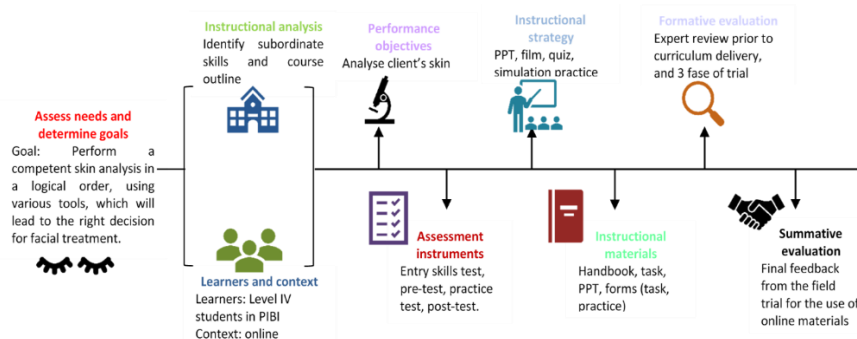 Assess needs and
determine goals
Goal: Perform a
competent skin analysis in
a logical order, using
various tools, which will
lead to the right decision
for facial treatment.
Instructional analysis
Identify subordinate
skills and course
outline
Learners and context
Learners: Level IV
students in PIBI
Context: online
Performance
objectives
Analyse client's skin
Assessment
instruments
Entry skills test,
pre-test, practice
test, post-test.
Instructional
strategy
PPT, film, quiz,
simulation practice
Instructional
materials
Handbook, task,
PPT, forms (task,
practice)
Formative evaluation
Expert review prior to
curriculum delivery,
and 3 fase of trial
Summative
evaluation
Final feedback
from the field
trial for the use of
online materials